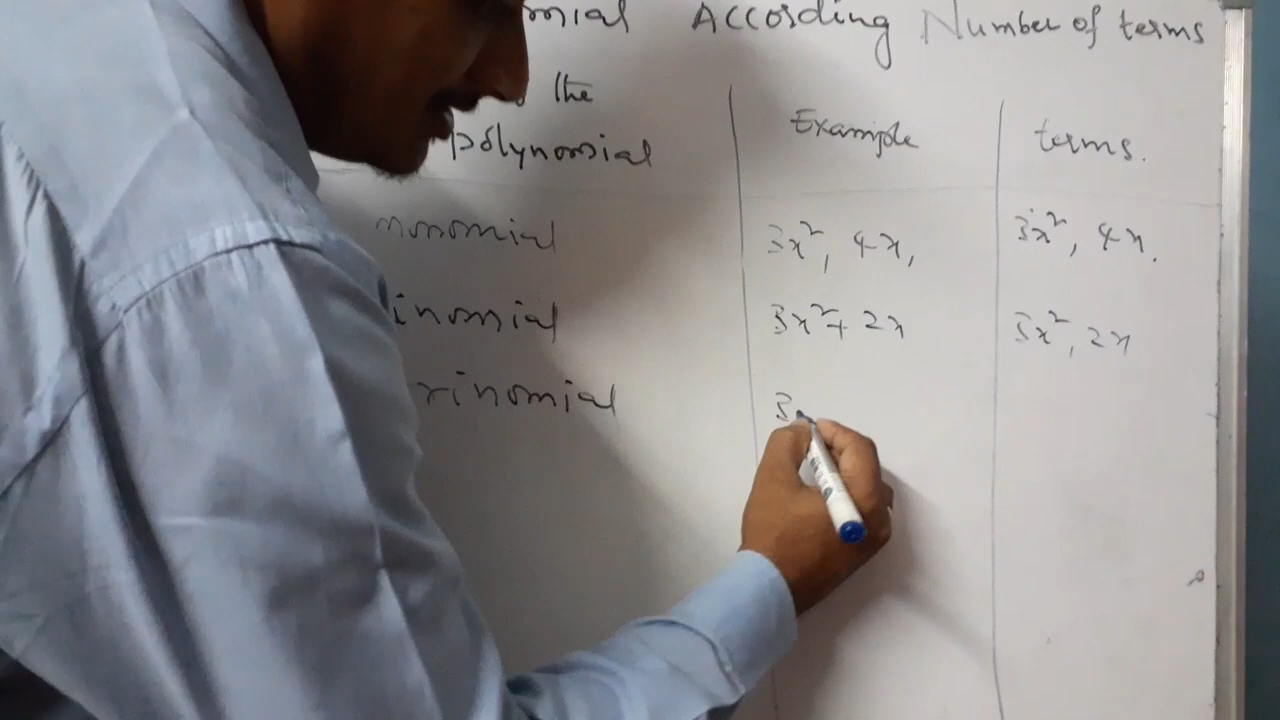 mial According Number of terms
the
polynomial Example terms.
monomial 3x², 4x, 3x², 4x.
inomial 3x²+ 2x 3x², 2x
rinomial 3